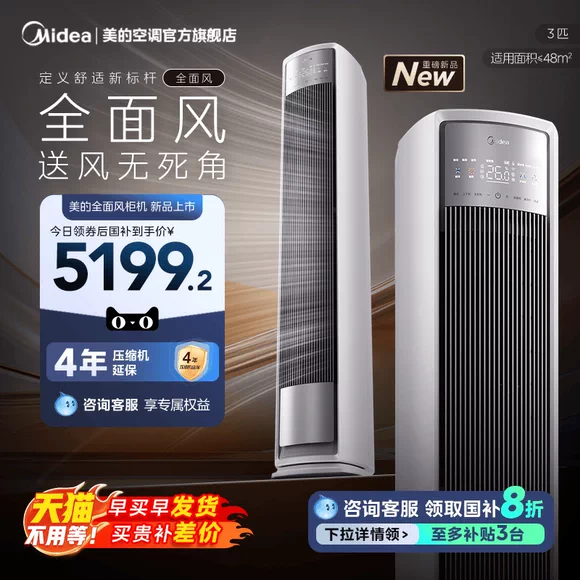 Midea 美的空调官方旗舰店
3匹
适用面积≤48m²
定义舒适新标杆 全面风
全面风
送风无死角
重磅新品
New
美的全面风柜机 新品上市
今日领券后国补到手价¥
5199.2
4年 压缩机
延保
4年
咨询客服 享专属权益
Midea
26.0
天猫
不用等!
早买早发货
买贵补差价
咨询客服 领取国补8折
下拉详情领> 至多补贴3台